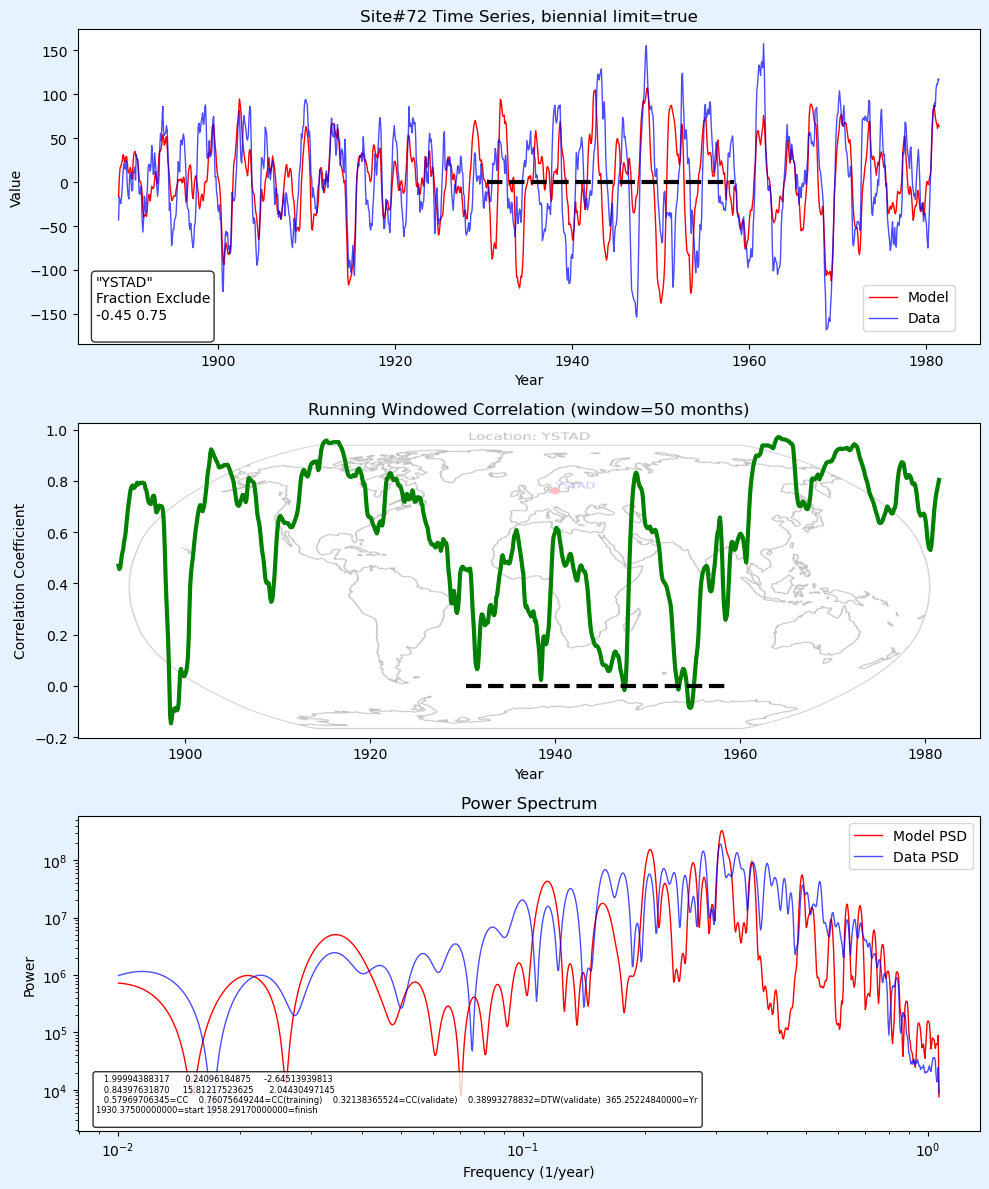 Site#72 Time Series, biennial limit=true
Value
150
100
50
0
−50
−100
−150
"YSTAD"
Fraction Exclude
-0.45 0.75
Model
Data
1900
1920
1940
1960
1980
Year
Running Windowed Correlation (window=50 months)
Correlation Coefficient
1.0
0.8
0.6
0.4
0.2
0.0
−0.2
Location: YSTAD
YSTAD
1900
1920
1940
1960
1980
Year
Power Spectrum
Power
10⁸
10⁷
10⁶
10⁵
10⁴
Model PSD
Data PSD
1.99994388317 0.24096184875 -2.64513939813
0.84397631870 15.81217523625 2.04430497145
0.57969706345=CC 0.76075649244=CC(training) 0.32138365524=CC(validate) 0.38993278832=DTW(validate) 365.25224840000=Yr
1930.37500000000=start 1958.29170000000=finish
10⁻²
10⁻¹
10⁰
Frequency (1/year)